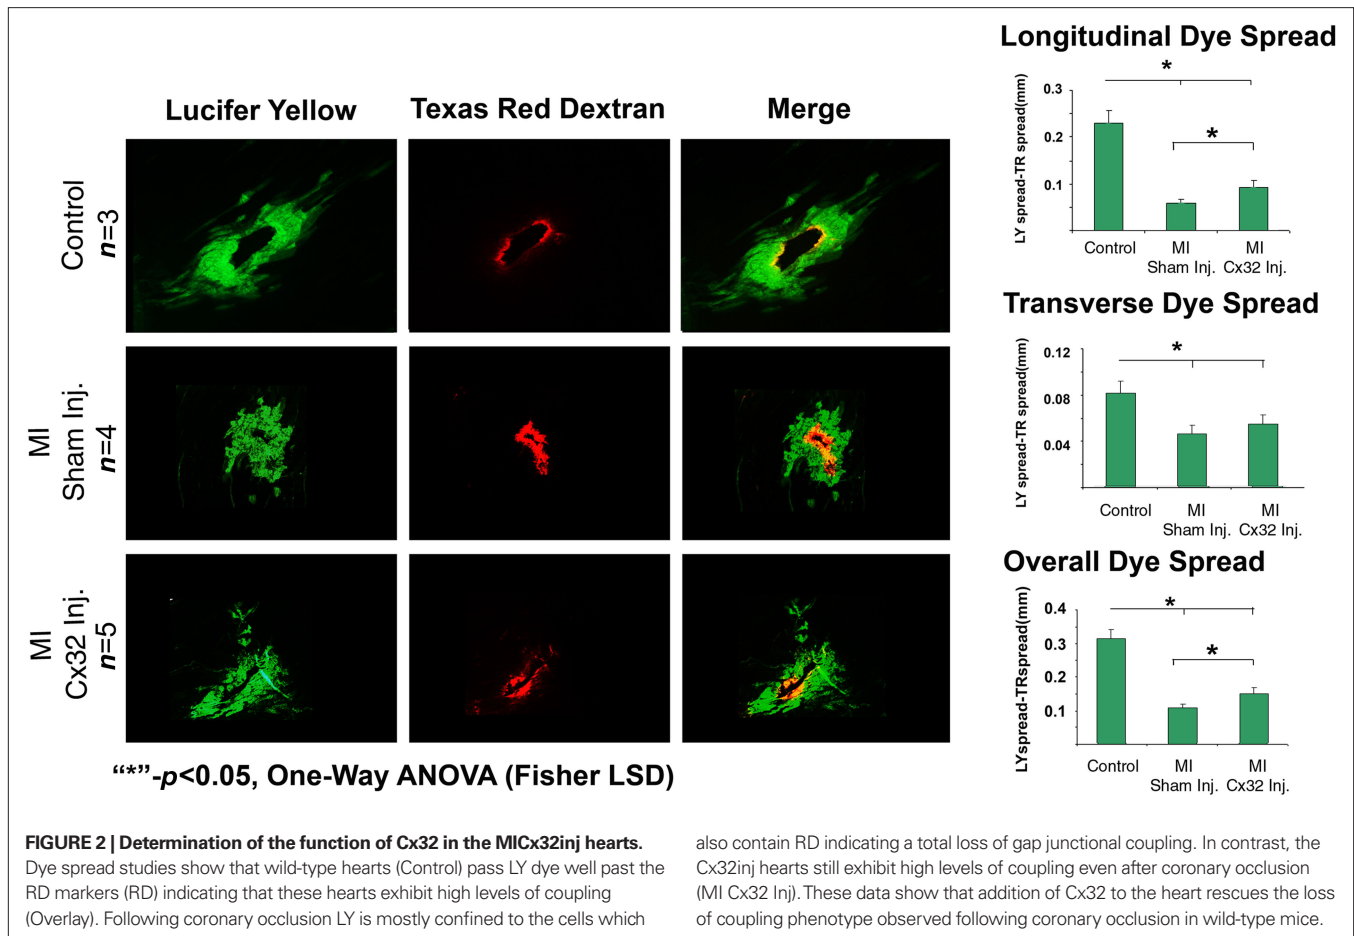 Lucifer Yellow
Texas Red Dextran
Merge
Control
n=3
MI
Sham Inj.
n=4
MI
Cx32 Inj.
n=5
“*”-p<0.05, One-Way ANOVA (Fisher LSD)
Longitudinal Dye Spread
LY spread-TR spread(mm)
0.3
0.2
0.1
*
*
Control
MI
Sham Inj.
MI
Cx32 Inj.
Transverse Dye Spread
LY spread-TR spread(mm)
0.12
0.08
0.04
*
Control
MI
Sham Inj.
MI
Cx32 Inj.
Overall Dye Spread
LYspread-TRspread(mm)
0.4
0.3
0.2
0.1
*
*
Control
MI
Sham Inj.
MI
Cx32 Inj.
FIGURE 2 | Determination of the function of Cx32 in the MICx32inj hearts.
Dye spread studies show that wild-type hearts (Control) pass LY dye well past the
RD markers (RD) indicating that these hearts exhibit high levels of coupling
(Overlay). Following coronary occlusion LY is mostly confined to the cells which
also contain RD indicating a total loss of gap junctional coupling. In contrast, the
Cx32inj hearts still exhibit high levels of coupling even after coronary occlusion
(MI Cx32 Inj). These data show that addition of Cx32 to the heart rescues the loss
of coupling phenotype observed following coronary occlusion in wild-type mice.